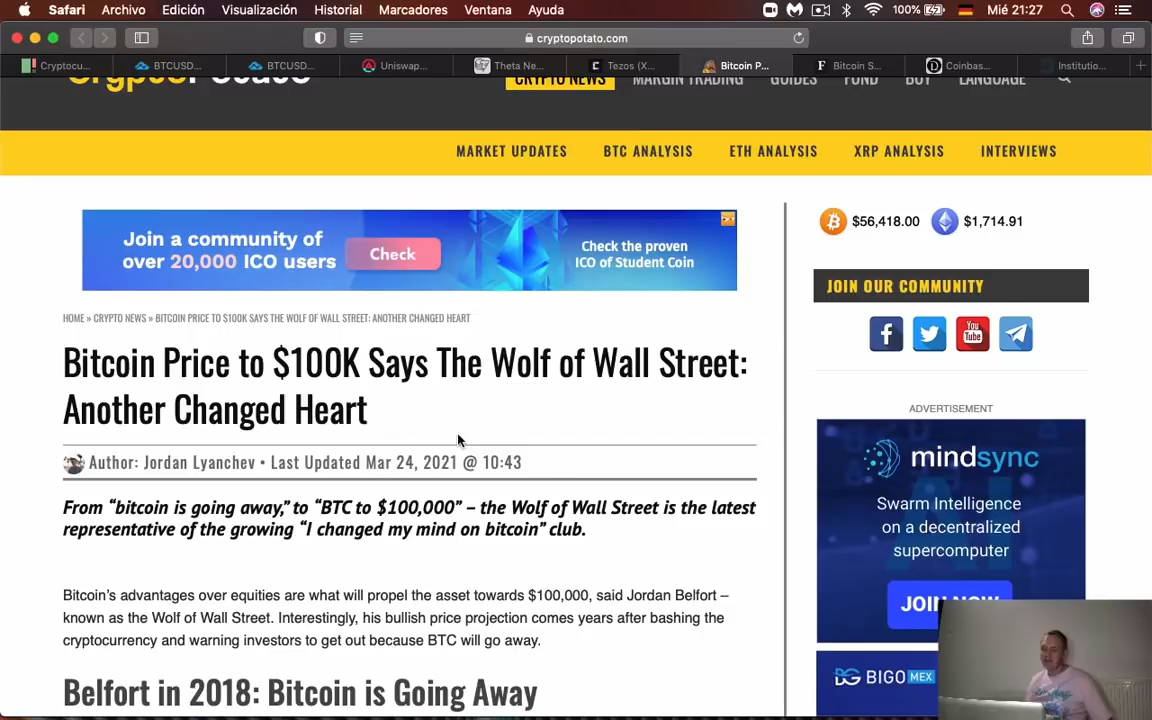 Safari Archivo Edición Visualización Historial Marcadores Ventana Ayuda 100% Mié 21:27
cryptopotato.com
Cryptocu... BTCUSD... BTCUSD... Uniswap... Theta Ne... Tezos (X... Bitcoin P... Bitcoin S... Coinbas... Institutio...
CRYPTO NEWS MARGIN TRADING GUIDES FUND BUY LANGUAGE
MARKET UPDATES BTC ANALYSIS ETH ANALYSIS XRP ANALYSIS INTERVIEWS
Join a community of
over 20,000 ICO users
Check
Check the proven
ICO of Student Coin
$56,418.00 $1,714.91
JOIN OUR COMMUNITY
You
Tube
HOME » CRYPTO NEWS » BITCOIN PRICE TO $100K SAYS THE WOLF OF WALL STREET: ANOTHER CHANGED HEART
Bitcoin Price to $100K Says The Wolf of Wall Street:
Another Changed Heart
Author: Jordan Lyanchev • Last Updated Mar 24, 2021 @ 10:43
From “bitcoin is going away,” to “BTC to $100,000” – the Wolf of Wall Street is the latest
representative of the growing “I changed my mind on bitcoin” club.
Bitcoin’s advantages over equities are what will propel the asset towards $100,000, said Jordan Belfort –
known as the Wolf of Wall Street. Interestingly, his bullish price projection comes years after bashing the
cryptocurrency and warning investors to get out because BTC will go away.
Belfort in 2018: Bitcoin is Going Away
ADVERTISEMENT
mindsync
Swarm Intelligence
on a decentralized
supercomputer
JOIN NOW
BIGOMEX